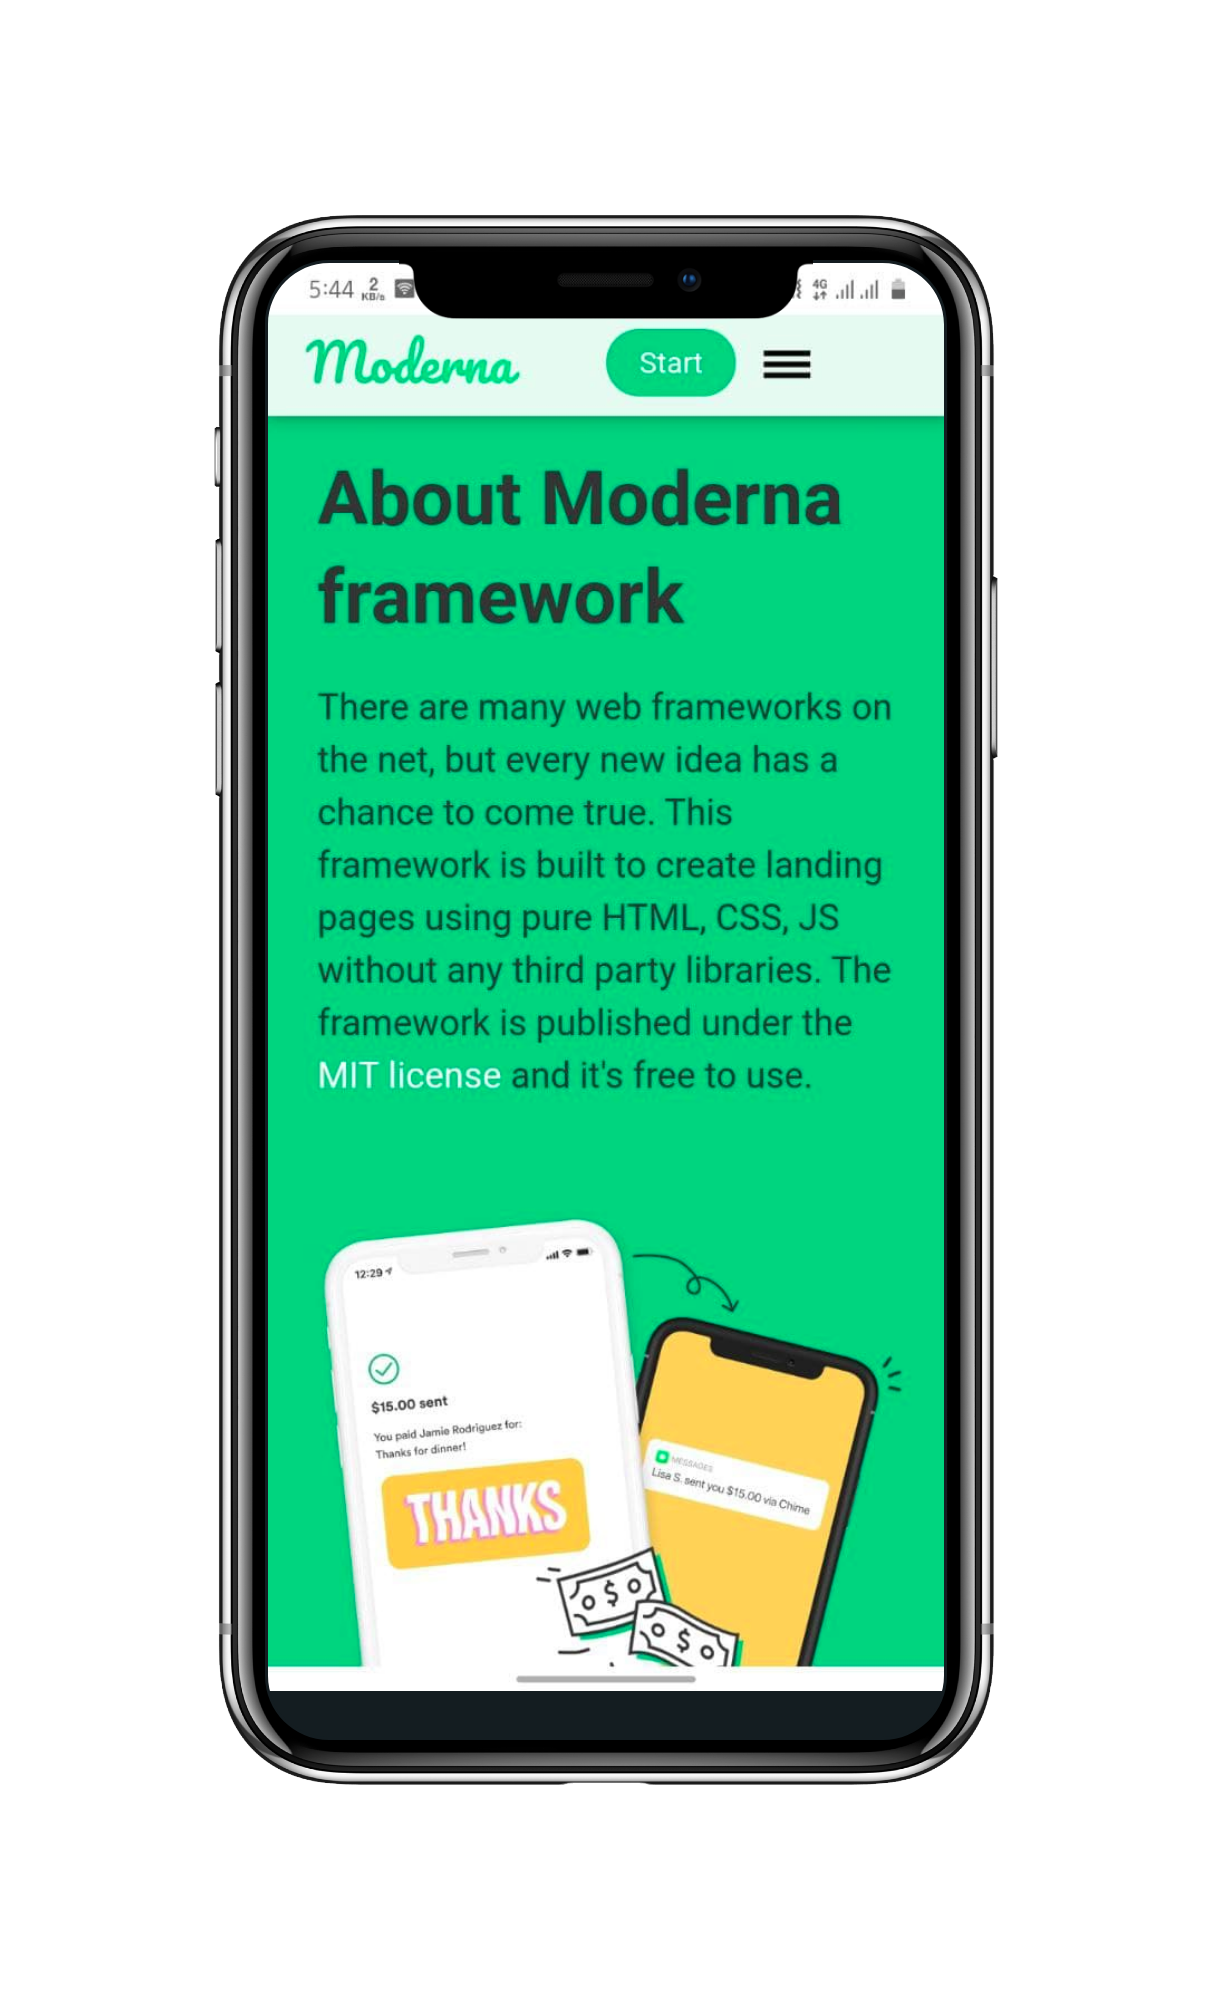 5:44 2 KB/s 4G
Moderna Start
About Moderna
framework
There are many web frameworks on
the net, but every new idea has a
chance to come true. This
framework is built to create landing
pages using pure HTML, CSS, JS
without any third party libraries. The
framework is published under the
MIT license and it's free to use.
12:29
$15.00 sent
You paid Jamie Rodriguez for:
Thanks for dinner!
THANKS
MESSAGES
Lisa S. sent you $15.00 via Chime
$
$